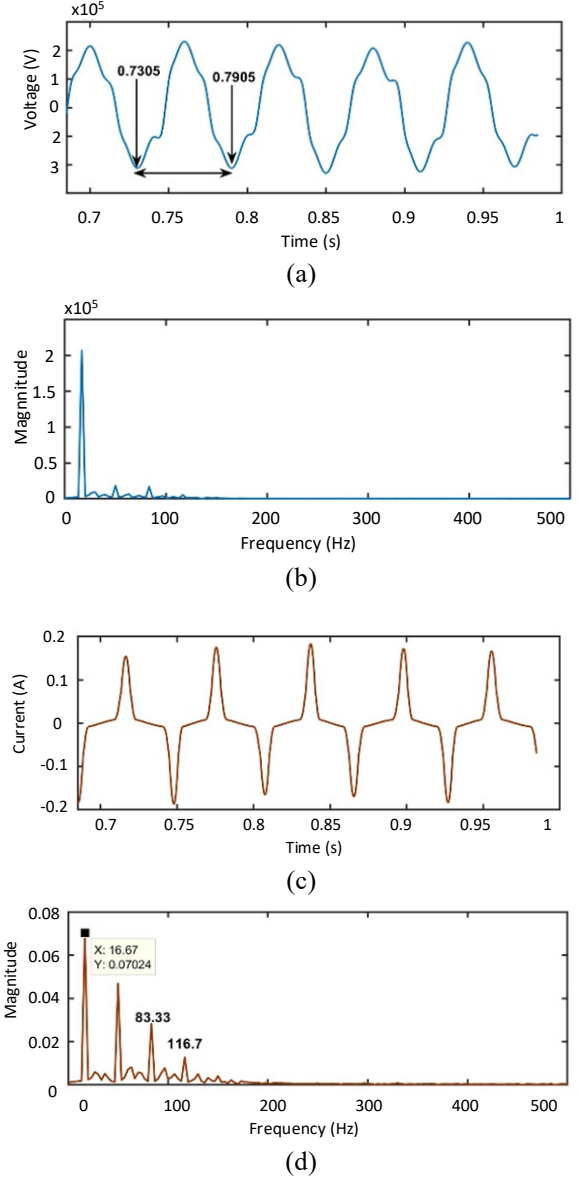 x10⁵
Voltage (V)
2
1
0
2
3
0.7305
0.7905
0.7 0.75 0.8 0.85 0.9 0.95 1
Time (s)
(a)
x10⁵
Magnnitude
2
1.5
1
0.5
0
0 100 200 300 400 500
Frequency (Hz)
(b)
Current (A)
0.2
0.1
0
-0.1
-0.2
0.7 0.75 0.8 0.85 0.9 0.95 1
Time (s)
(c)
Magnitude
0.08
0.06
0.04
0.02
0
X: 16.67
Y: 0.07024
83.33
116.7
0 100 200 300 400 500
Frequency (Hz)
(d)